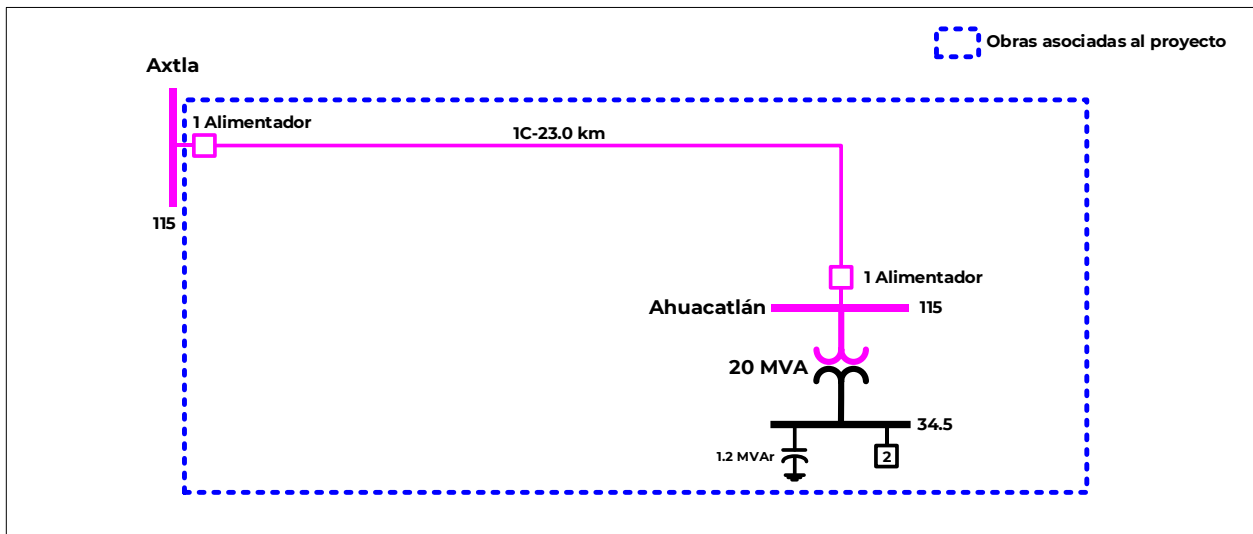 Obras asociadas al proyecto
Axtla
1 Alimentador
1C-23.0 km
115
1 Alimentador
Ahuacatlán
115
20 MVA
34.5
1.2 MVAr
2